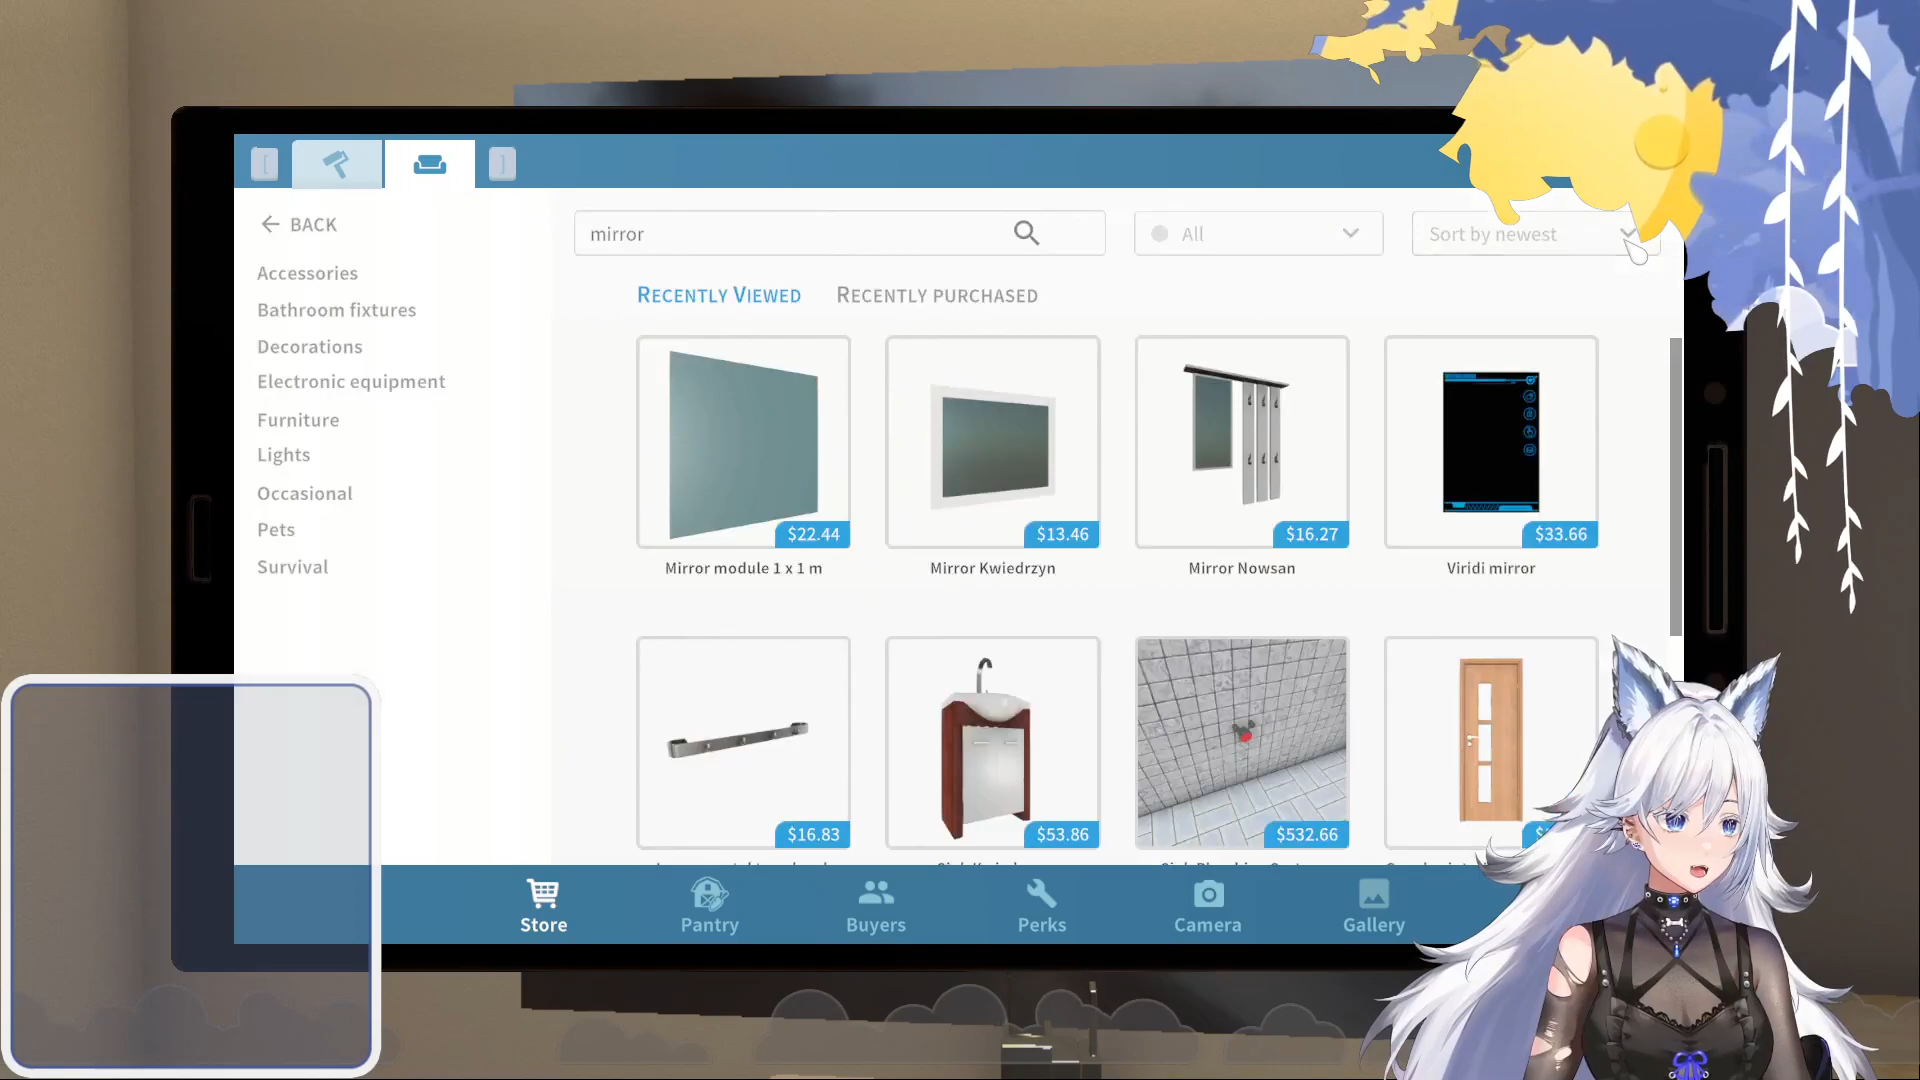 BACK
mirror
All
Sort by newest
RECENTLY VIEWED
RECENTLY PURCHASED
Accessories
Bathroom fixtures
Decorations
Electronic equipment
Furniture
Lights
Occasional
Pets
Survival
$22.44
$13.46
$16.27
$33.66
Mirror module 1 x 1 m
Mirror Kwiedrzyn
Mirror Nowsan
Viridi mirror
$16.83
$53.86
$532.66
Store
Pantry
Buyers
Perks
Camera
Gallery